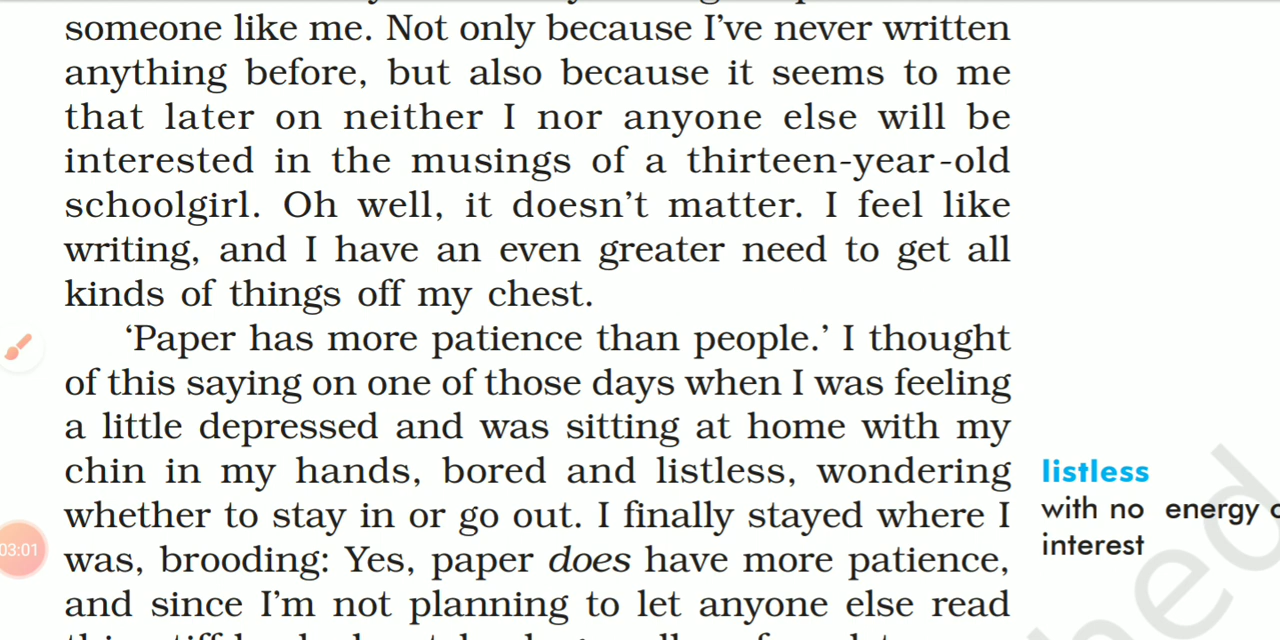 someone like me. Not only because I've never written
anything before, but also because it seems to me
that later on neither I nor anyone else will be
interested in the musings of a thirteen-year-old
schoolgirl. Oh well, it doesn't matter. I feel like
writing, and I have an even greater need to get all
kinds of things off my chest.
‘Paper has more patience than people.’ I thought
of this saying on one of those days when I was feeling
a little depressed and was sitting at home with my
chin in my hands, bored and listless, wondering
whether to stay in or go out. I finally stayed where I
was, brooding: Yes, paper does have more patience,
and since I'm not planning to let anyone else read
listless
with no energy
interest
03:01